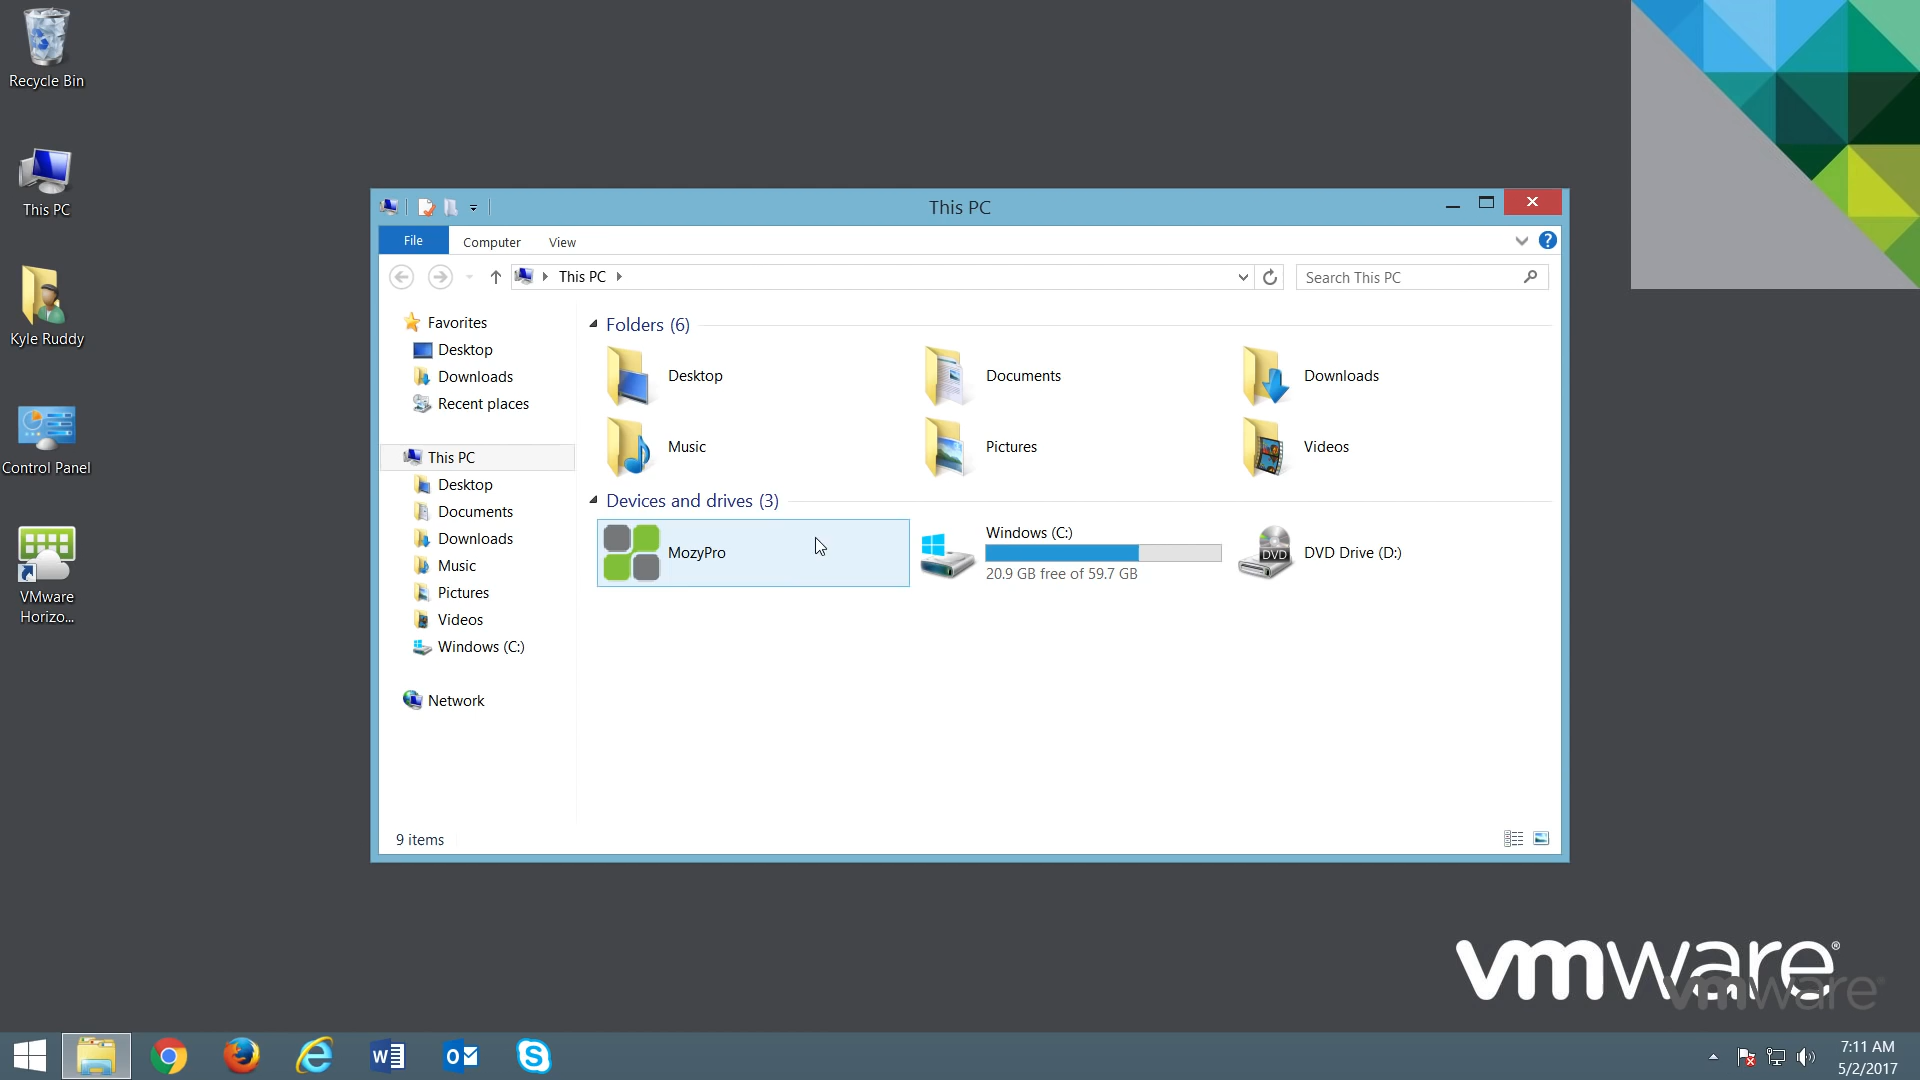 Recycle Bin
This PC
Kyle Ruddy
Control Panel
VMware
Horizo...
This PC
File
Computer
View
This PC
Search This PC
Favorites
Desktop
Downloads
Recent places
This PC
Desktop
Documents
Downloads
Music
Pictures
Videos
Windows (C:)
Network
Folders (6)
Desktop
Documents
Downloads
Music
Pictures
Videos
Devices and drives (3)
MozyPro
Windows (C:)
20.9 GB free of 59.7 GB
DVD
DVD Drive (D:)
9 items
vmware®
vmware®
7:11 AM
5/2/2017